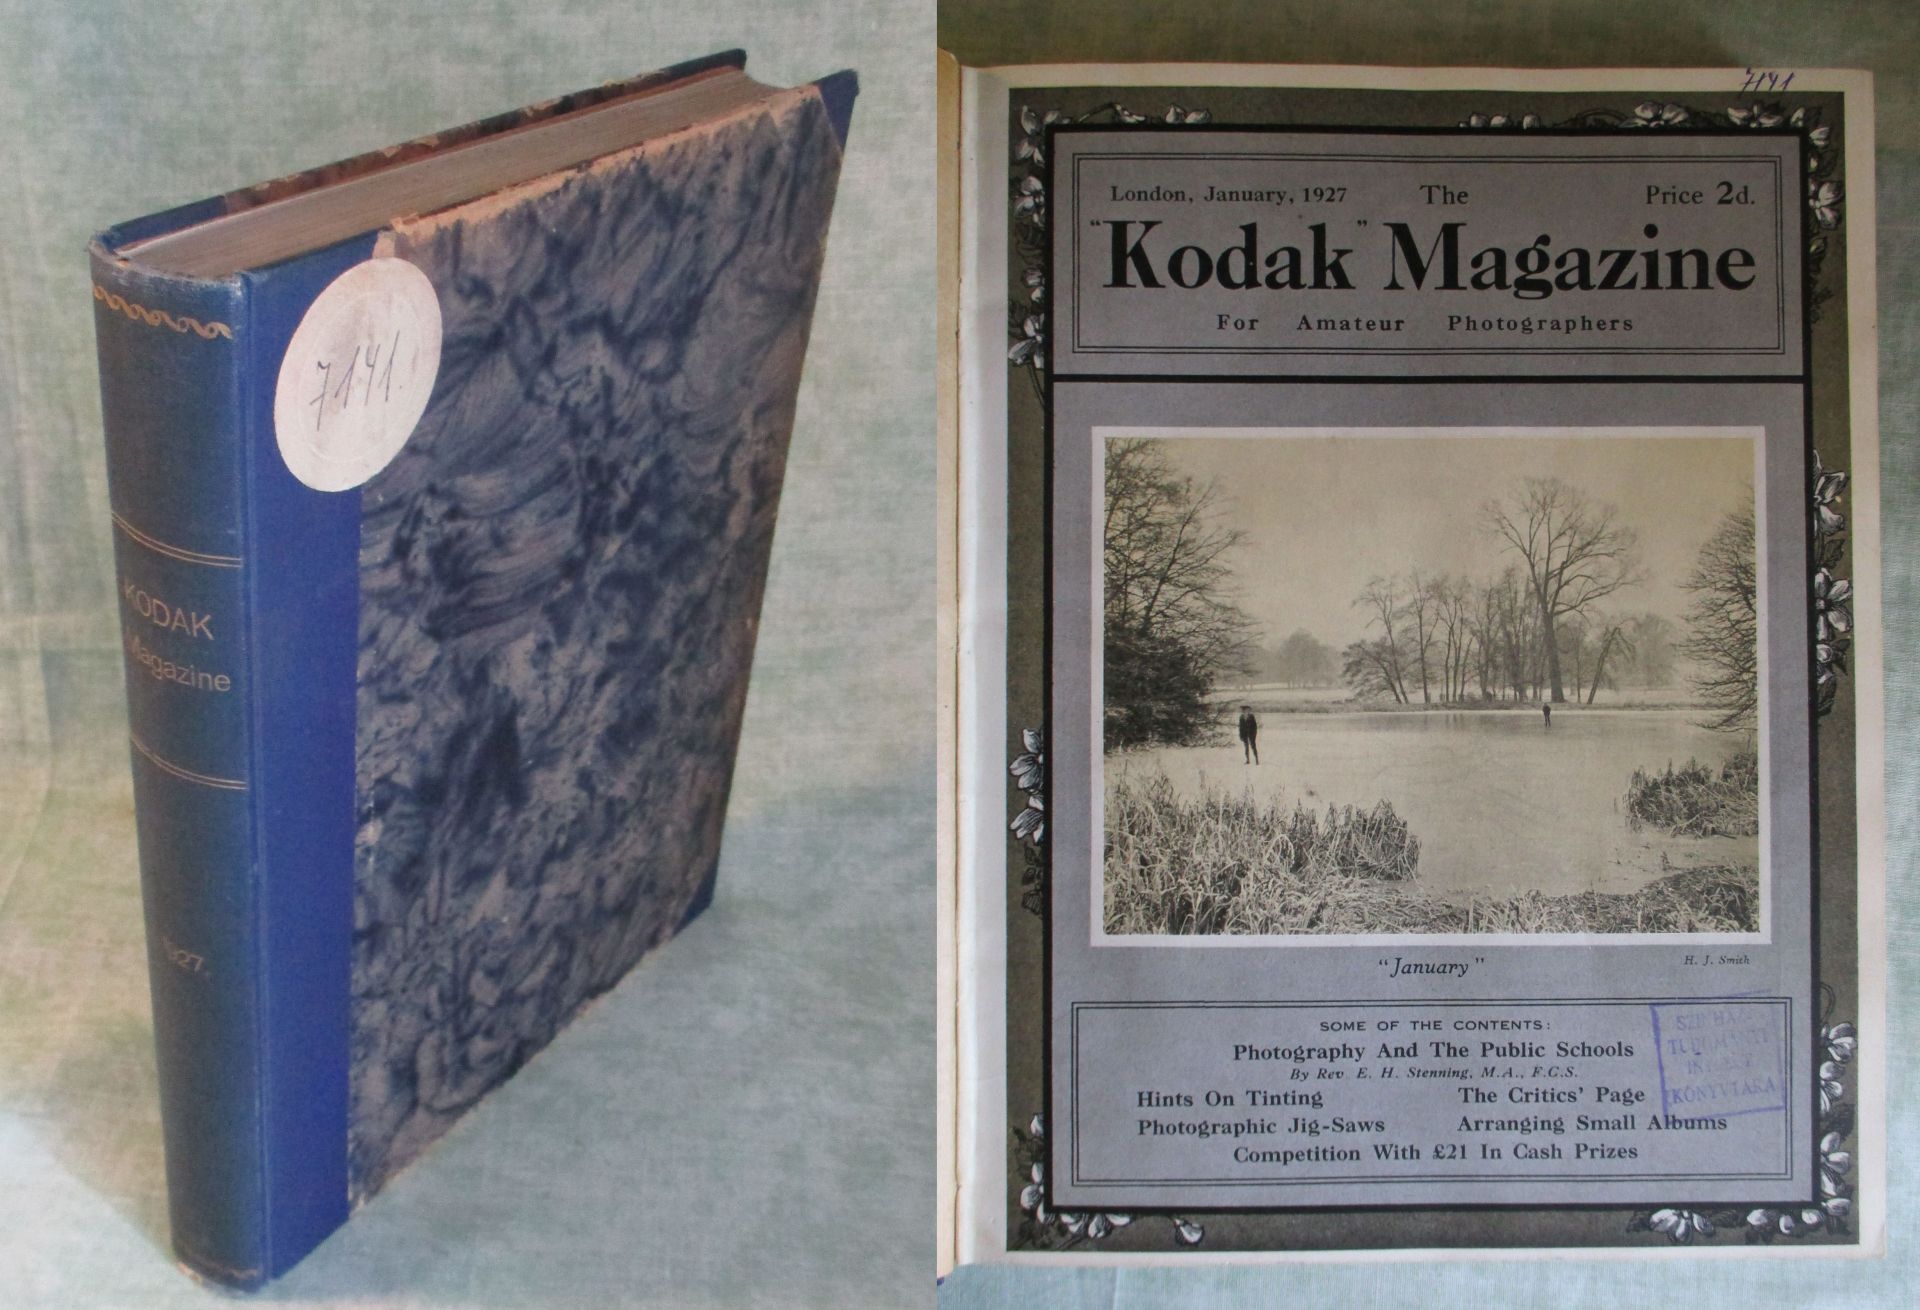 7141.
KODAK
Magazine
1927.
7141
London, January, 1927 The Price 2d.
"Kodak" Magazine
For Amateur Photographers
"January"
H. J. Smith
SOME OF THE CONTENTS:
Photography And The Public Schools
By Rev. E. H. Stenning, M.A., F.C.S.
Hints On Tinting The Critics' Page
Photographic Jig-Saws Arranging Small Albums
Competition With £21 In Cash Prizes
KÖNYVTÁRA